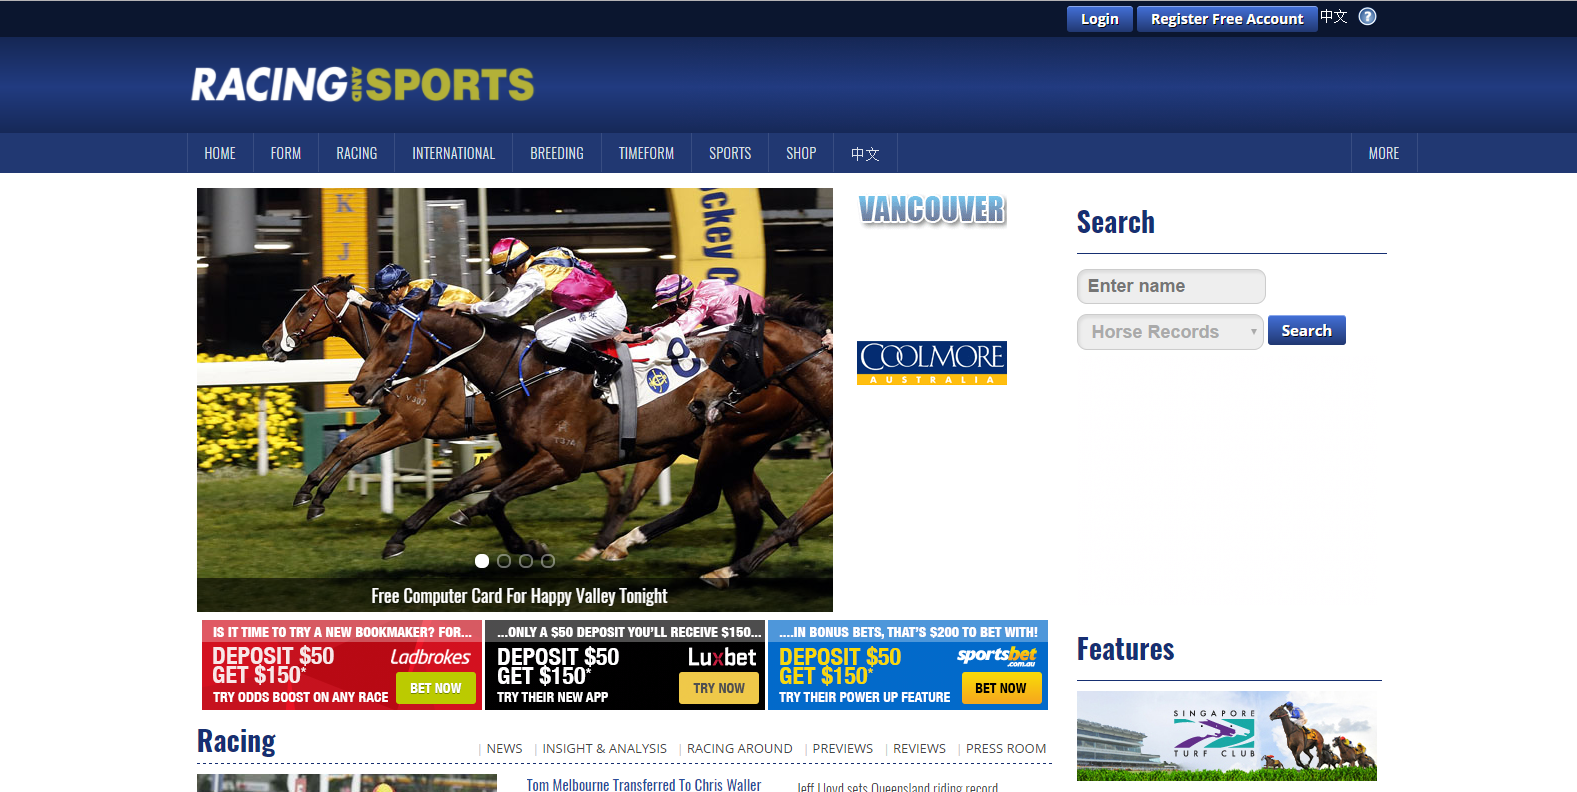 Login
Register Free Account
中文
?
RACING AND SPORTS
HOME
FORM
RACING
INTERNATIONAL
BREEDING
TIMEFORM
SPORTS
SHOP
中文
MORE
K
J
ockey C
8
Free Computer Card For Happy Valley Tonight
VANCOUVER
COOLMORE
AUSTRALIA
Search
Enter name
Horse Records
Search
IS IT TIME TO TRY A NEW BOOKMAKER? FOR...
DEPOSIT $50
GET $150*
TRY ODDS BOOST ON ANY RACE
Ladbrokes
BET NOW
...ONLY A $50 DEPOSIT YOU'LL RECEIVE $150...
DEPOSIT $50
GET $150*
TRY THEIR NEW APP
Luxbet
TRY NOW
....IN BONUS BETS, THAT'S $200 TO BET WITH!
DEPOSIT $50
GET $150*
TRY THEIR POWER UP FEATURE
sportsbet
.com.au
BET NOW
Features
SINGAPORE
TURF CLUB
Racing
| NEWS | INSIGHT & ANALYSIS | RACING AROUND | PREVIEWS | REVIEWS | PRESS ROOM
Tom Melbourne Transferred To Chris Waller
Jeff Lloyd sets Queensland riding record